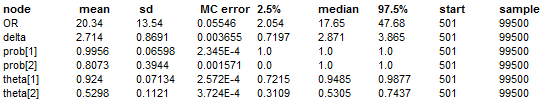 node mean sd MC error 2.5% median 97.5% start sample
OR 20.34 13.54 0.05546 2.054 17.65 47.68 501 99500
delta 2.714 0.8691 0.003655 0.7197 2.871 3.865 501 99500
prob[1] 0.9956 0.06598 2.345E-4 1.0 1.0 1.0 501 99500
prob[2] 0.8073 0.3944 0.001571 0.0 1.0 1.0 501 99500
theta[1] 0.924 0.07134 2.572E-4 0.7215 0.9485 0.9877 501 99500
theta[2] 0.5298 0.1121 3.724E-4 0.3109 0.5305 0.7437 501 99500